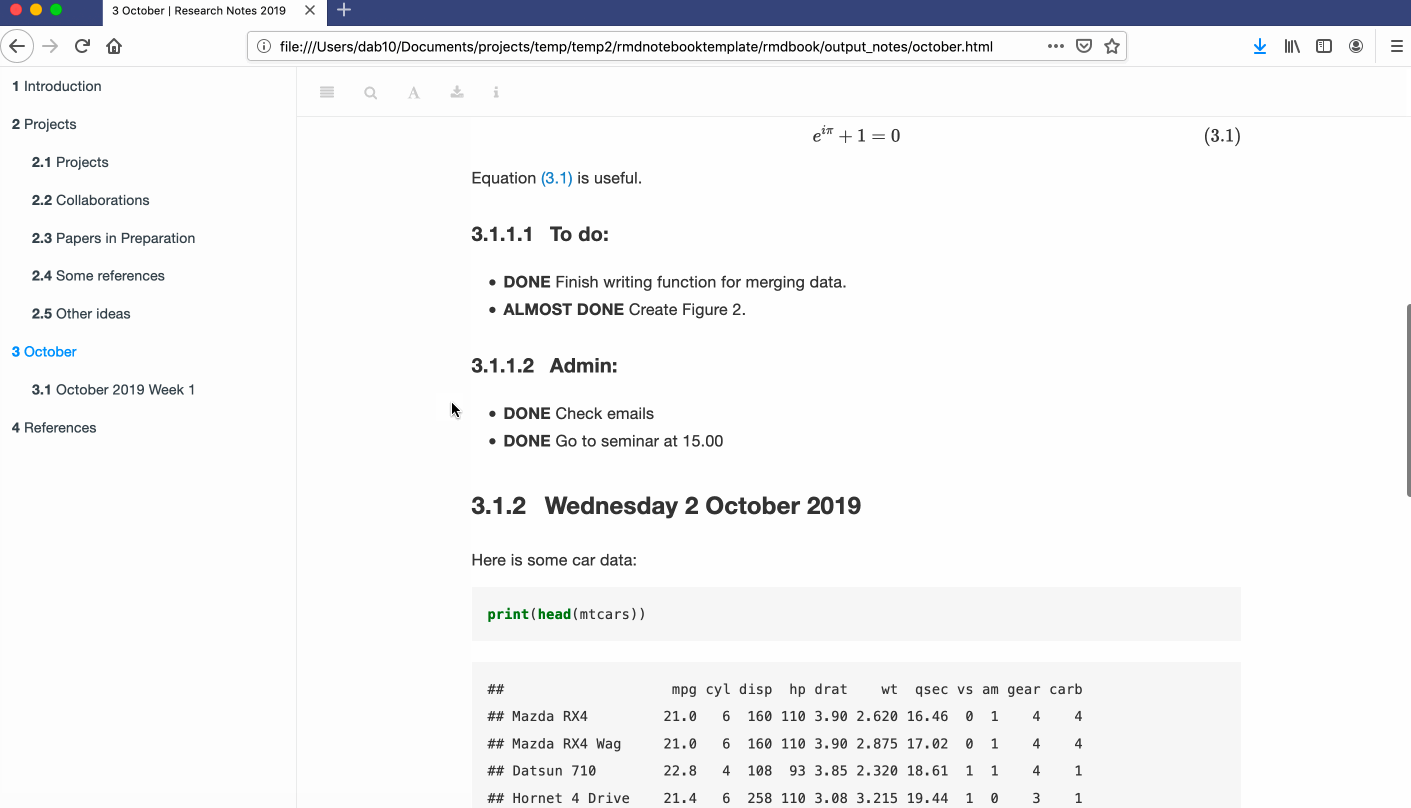 3 October | Research Notes 2019
file:///Users/dab10/Documents/projects/temp/temp2/rmdnotebooktemplate/rmdbook/output_notes/october.html
1 Introduction
2 Projects
2.1 Projects
2.2 Collaborations
2.3 Papers in Preparation
2.4 Some references
2.5 Other ideas
3 October
3.1 October 2019 Week 1
4 References
A
i
e^{iπ} + 1 = 0 (3.1)
Equation (3.1) is useful.
3.1.1.1 To do:
• DONE Finish writing function for merging data.
• ALMOST DONE Create Figure 2.
3.1.1.2 Admin:
• DONE Check emails
• DONE Go to seminar at 15.00
3.1.2 Wednesday 2 October 2019
Here is some car data:
print(head(mtcars))
## mpg cyl disp hp drat wt qsec vs am gear carb
## Mazda RX4 21.0 6 160 110 3.90 2.620 16.46 0 1 4 4
## Mazda RX4 Wag 21.0 6 160 110 3.90 2.875 17.02 0 1 4 4
## Datsun 710 22.8 4 108 93 3.85 2.320 18.61 1 1 4 1
## Hornet 4 Drive 21.4 6 258 110 3.08 3.215 19.44 1 0 3 1